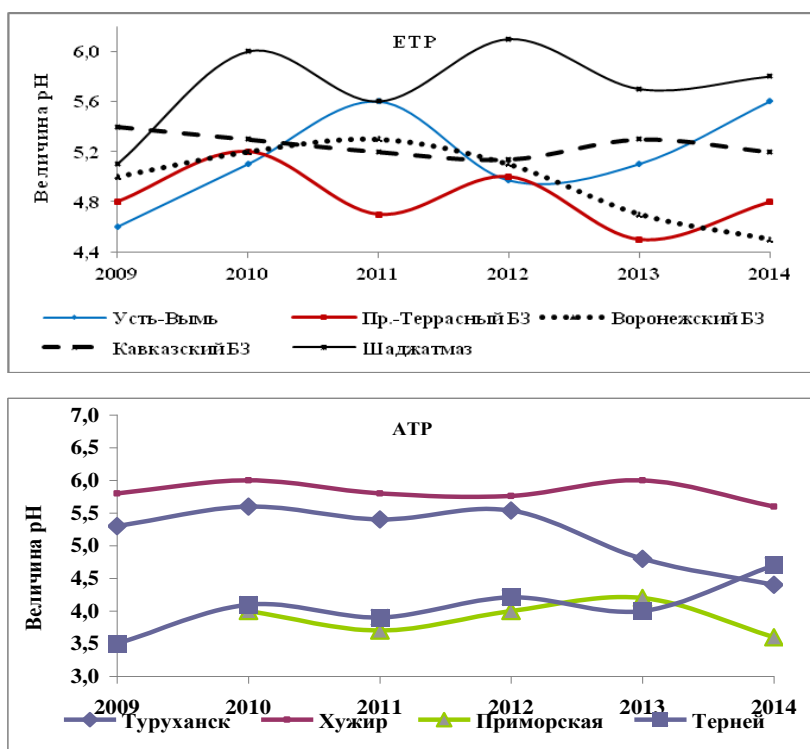 ЕТР
Величина pH
6,0
5,6
5,2
4,8
4,4
2009 2010 2011 2012 2013 2014
Усть-Вымь Пр.-Террасный БЗ Воронежский БЗ
Кавказский БЗ Шаджатмаз
АТР
Величина pH
7,0
6,5
6,0
5,5
5,0
4,5
4,0
3,5
3,0
2009 2010 2011 2012 2013 2014
Туруханск Хужир Приморская Терней